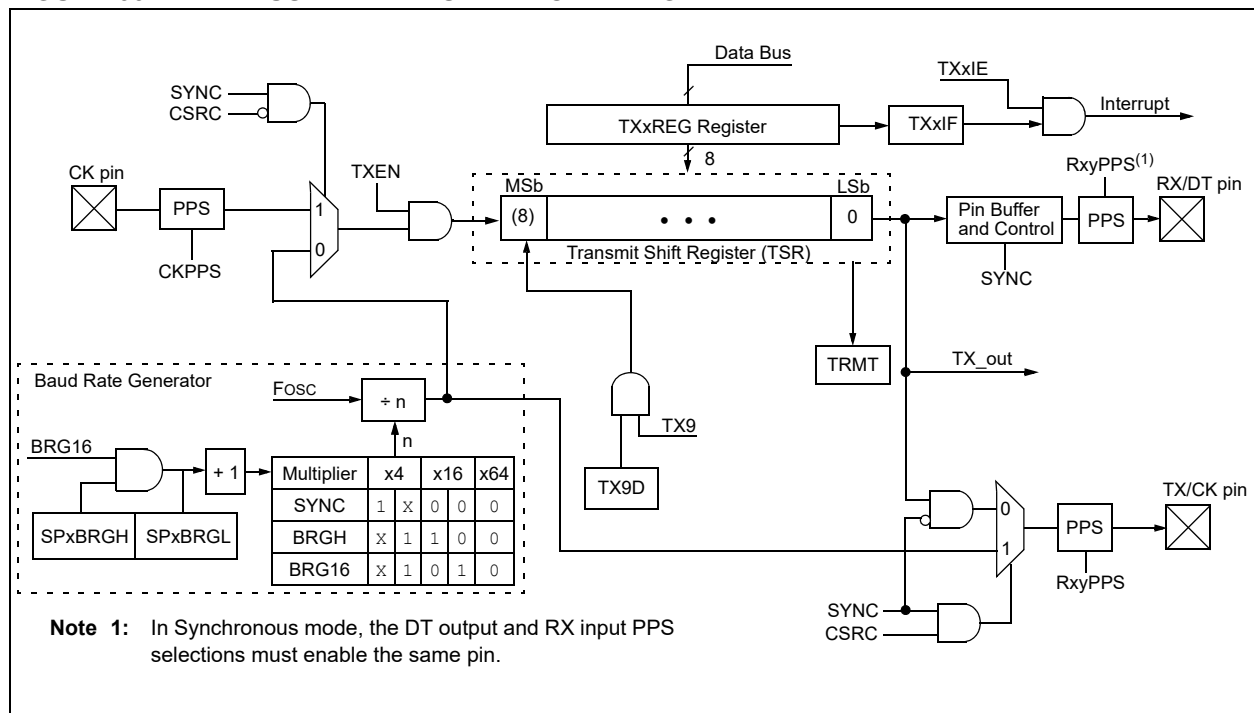 Data Bus
TXxIE
SYNC
CSRC
TXxREG Register
TXxIF
Interrupt
8
CK pin
TXEN
RxyPPS(1)
RX/DT pin
MSb
LSb
PPS
1
(8)
• • •
0
Pin Buffer
and Control
PPS
0
Transmit Shift Register (TSR)
CKPPS
SYNC
TRMT
TX_out
Baud Rate Generator
FOSC
÷ n
n
TX9
BRG16
+ 1
Multiplier x4 x16 x64
SYNC 1 X 0 0 0
BRGH X 1 1 0 0
BRG16 X 1 0 1 0
SPxBRGH SPxBRGL
TX9D
TX/CK pin
0
PPS
1
RxyPPS
SYNC
CSRC
Note 1: In Synchronous mode, the DT output and RX input PPS
selections must enable the same pin.